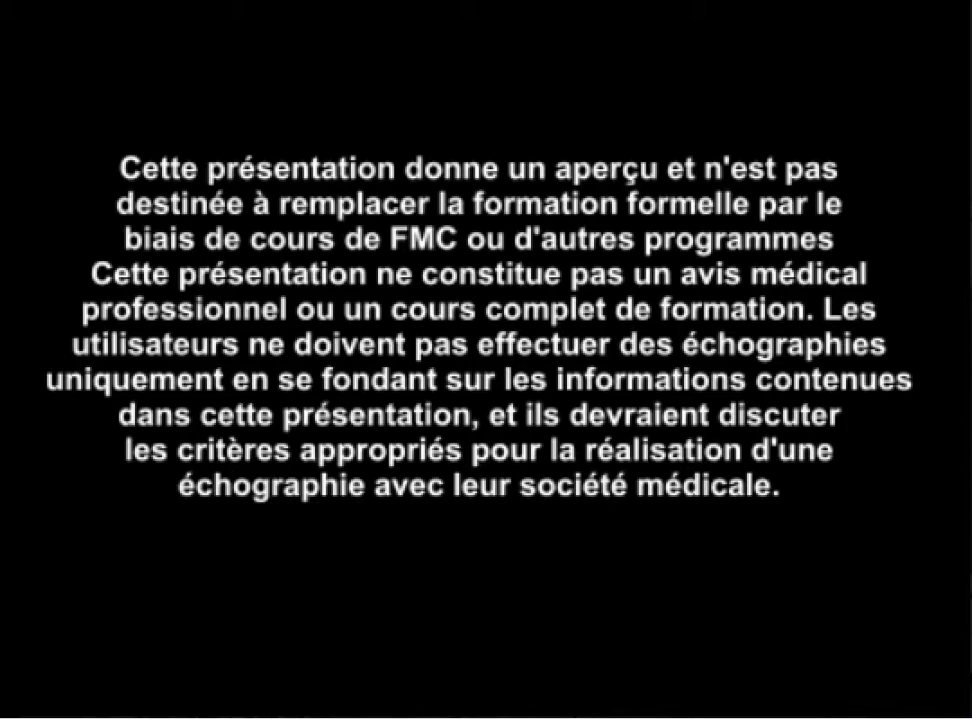 Cette présentation donne un aperçu et n'est pas
destinée à remplacer la formation formelle par le
biais de cours de FMC ou d'autres programmes
Cette présentation ne constitue pas un avis médical
professionnel ou un cours complet de formation. Les
utilisateurs ne doivent pas effectuer des échographies
uniquement en se fondant sur les informations contenues
dans cette présentation, et ils devraient discuter
les critères appropriés pour la réalisation d'une
échographie avec leur société médicale.